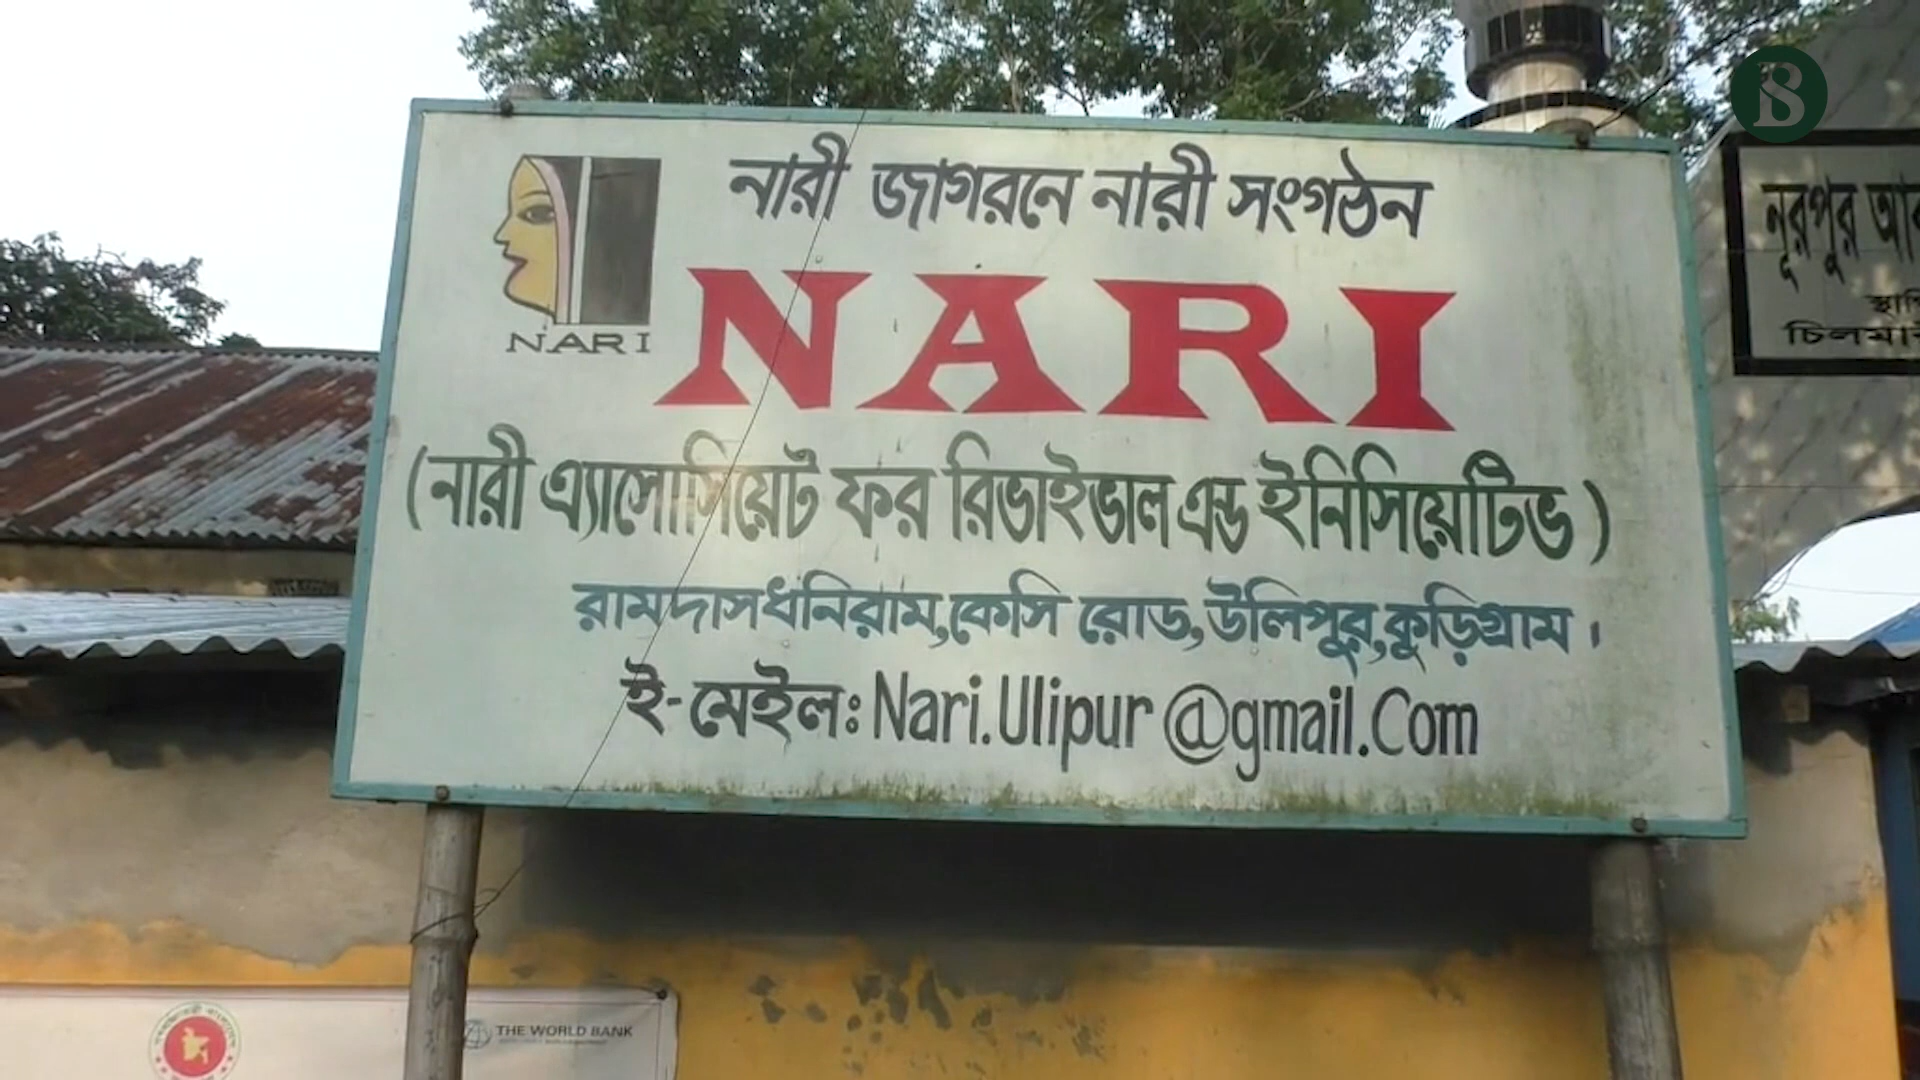 নারী জাগরনে নারী সংগঠন
NARI
NARI
(নারী এ্যাসোসিয়েট ফর রিভাইভাল এন্ড ইনিসিয়েটিভ)
রামদাসধনিরাম,কেসি রোড,উলিপুর,কুড়িগ্রাম।
ই-মেইল: Nari.Ulipur@gmail.Com
নূরপুর
THE WORLD BANK